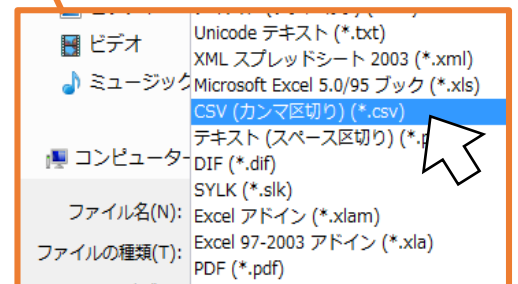 Unicode テキスト (*.txt)
ビデオ
XML スプレッドシート 2003 (*.xml)
ミュージック
Microsoft Excel 5.0/95 ブック (*.xls)
CSV (カンマ区切り) (*.csv)
テキスト (スペース区切り) (*.p
コンピューター
DIF (*.dif)
SYLK (*.slk)
ファイル名(N):
Excel アドイン (*.xlam)
ファイルの種類(T):
Excel 97-2003 アドイン (*.xla)
PDF (*.pdf)